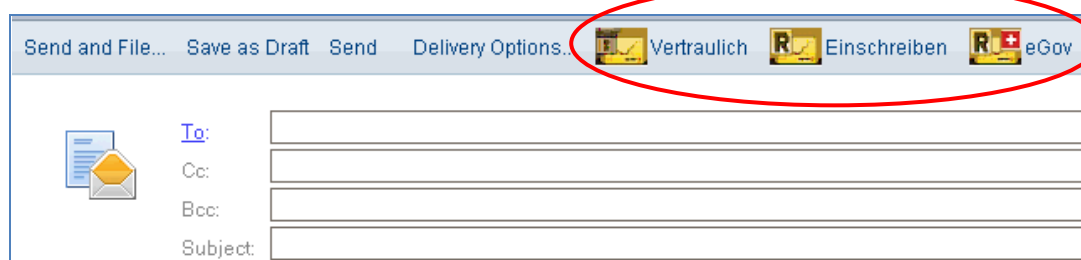 Send and File... Save as Draft Send Delivery Options... Vertraulich R Einschreiben R eGov
To:
Cc:
Bcc:
Subject: